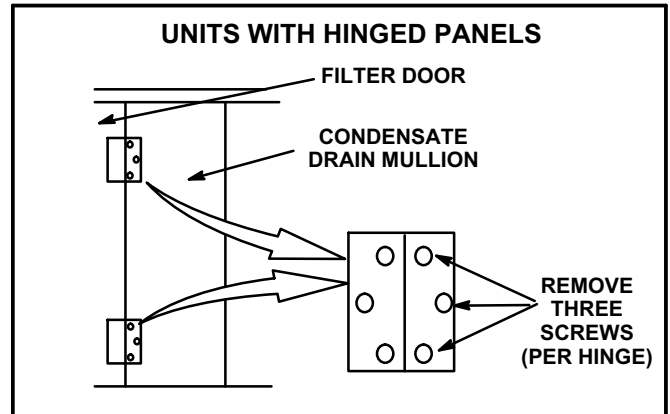 UNITS WITH HINGED PANELS
FILTER DOOR
CONDENSATE
DRAIN MULLION
REMOVE
THREE
SCREWS
(PER HINGE)